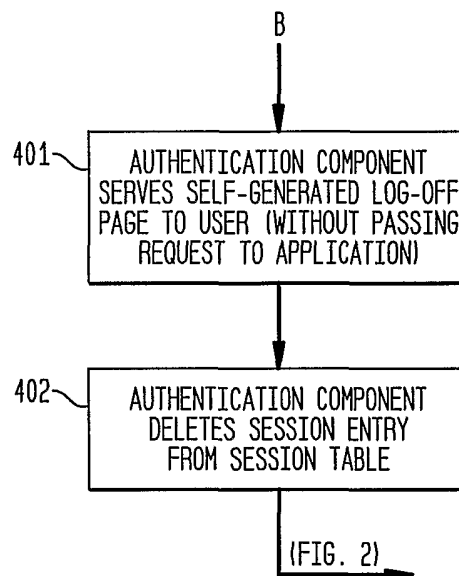 B
401
AUTHENTICATION COMPONENT
SERVES SELF-GENERATED LOG-OFF
PAGE TO USER (WITHOUT PASSING
REQUEST TO APPLICATION)
402
AUTHENTICATION COMPONENT
DELETES SESSION ENTRY
FROM SESSION TABLE
(FIG. 2)